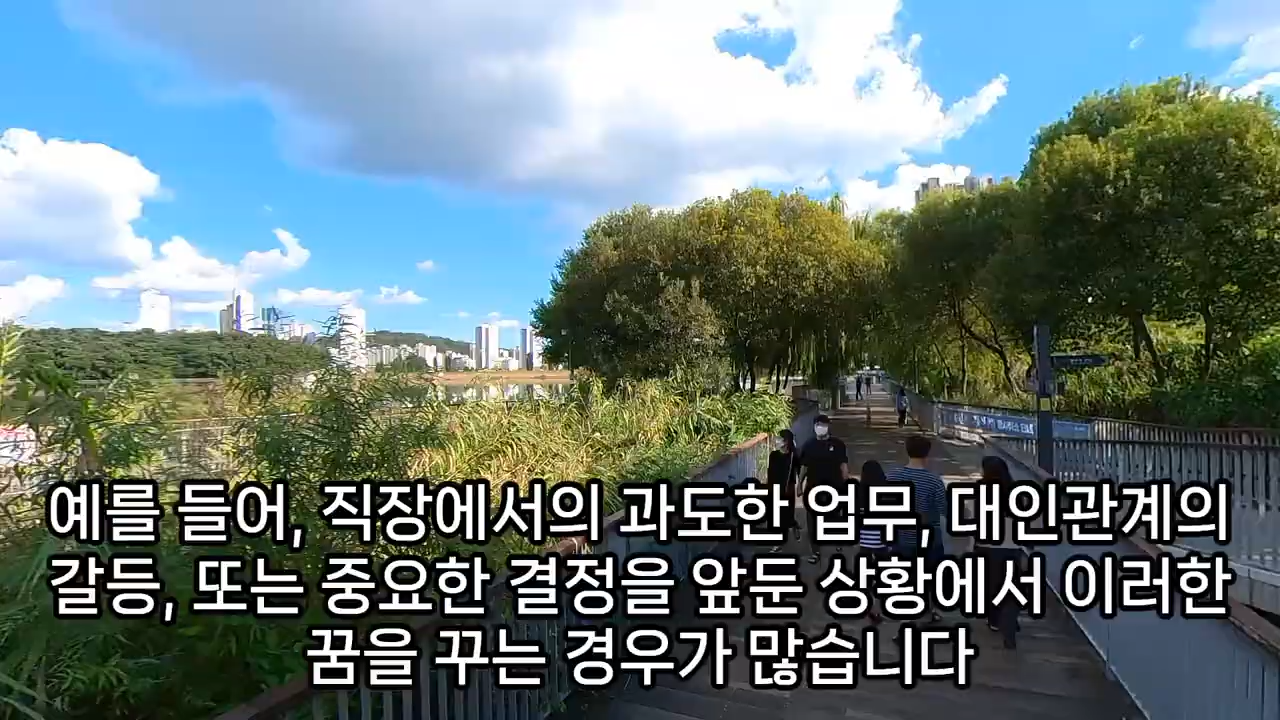 예를 들어, 직장에서의 과도한 업무, 대인관계의
갈등, 또는 중요한 결정을 앞둔 상황에서 이러한
꿈을 꾸는 경우가 많습니다